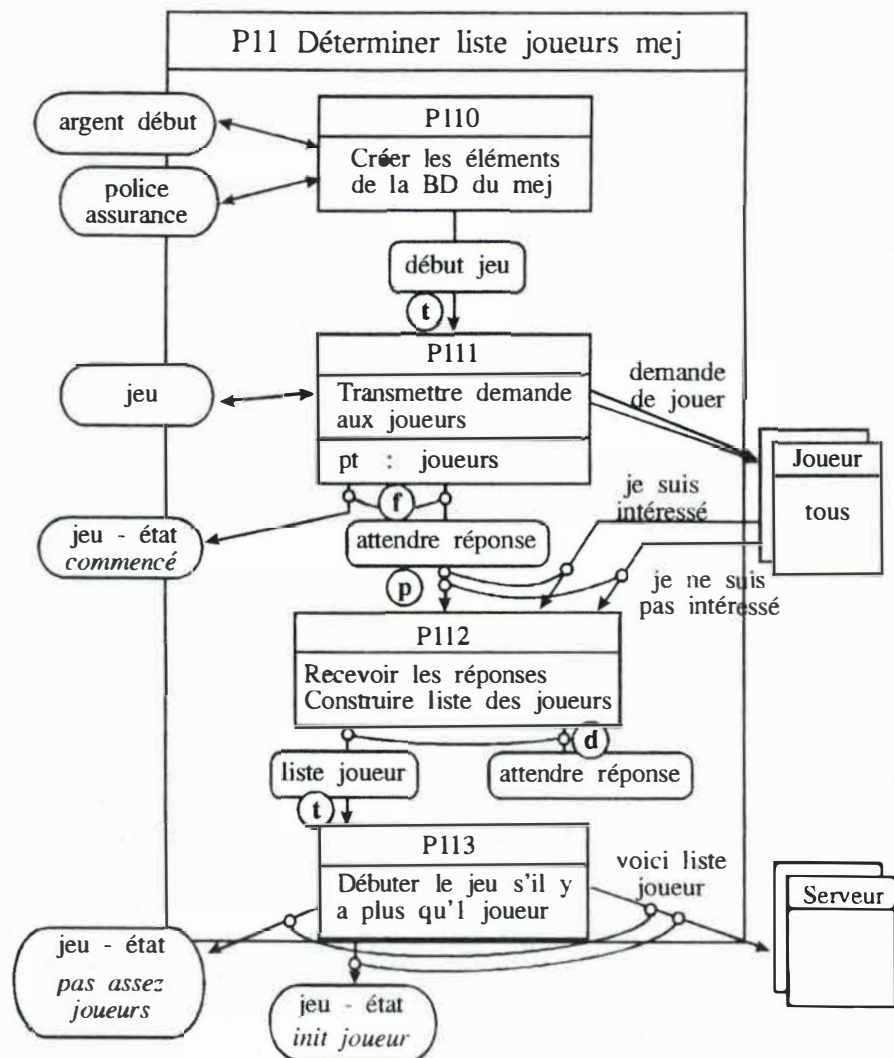 P11 Déterminer liste joueurs mej
argent début
P110
Créer les éléments
de la BD du mej
police
assurance
début jeu
t
P111
Transmettre demande
aux joueurs
pt : joueurs
jeu
demande
de jouer
Joueur
tous
f
je suis
intéressé
jeu - état
commencé
attendre réponse
p
je ne suis
pas intéressé
P112
Recevoir les réponses
Construire liste des joueurs
d
liste joueur
attendre réponse
t
P113
Débuter le jeu s'il y
a plus qu'1 joueur
voici liste
joueur
Serveur
jeu - état
pas assez
joueurs
jeu - état
init joueur